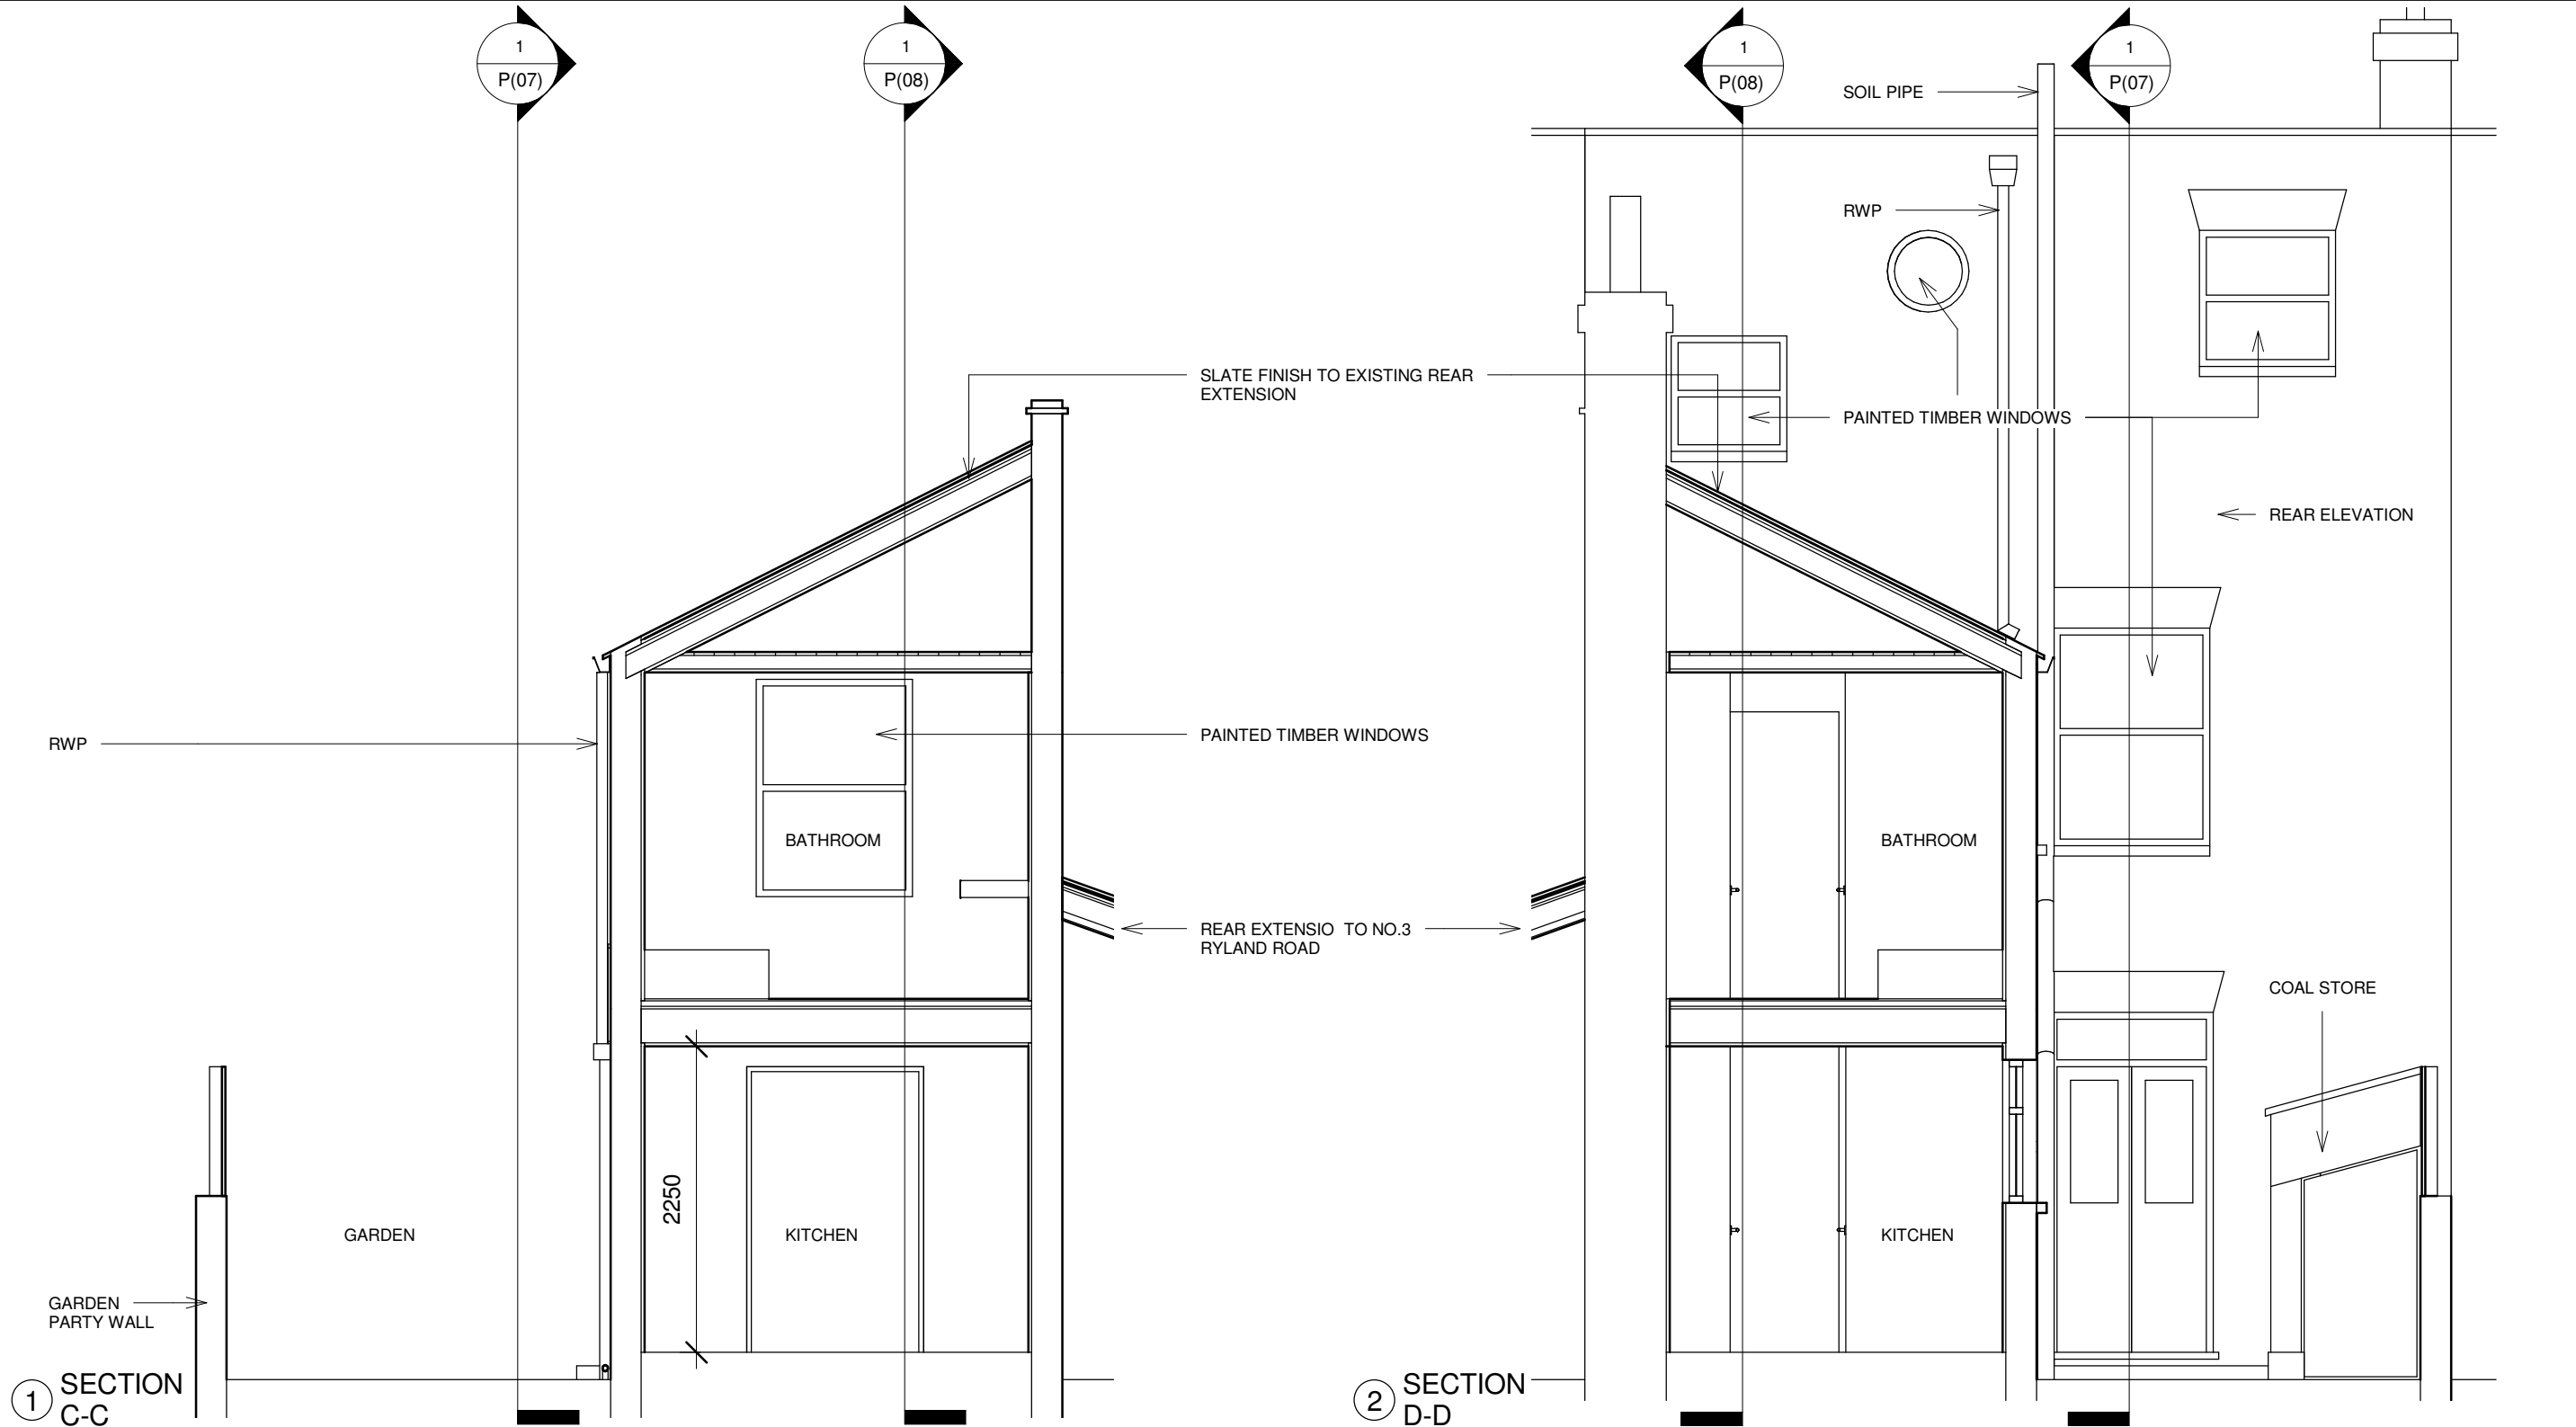 1
P(07)
1
P(08)
1
P(08)
1
P(07)
SOIL PIPE
RWP
SLATE FINISH TO EXISTING REAR
EXTENSION
PAINTED TIMBER WINDOWS
REAR ELEVATION
RWP
PAINTED TIMBER WINDOWS
BATHROOM
BATHROOM
REAR EXTENSIO TO NO.3
RYLAND ROAD
COAL STORE
2250
GARDEN
KITCHEN
KITCHEN
GARDEN
PARTY WALL
1 SECTION
C-C
2 SECTION
D-D